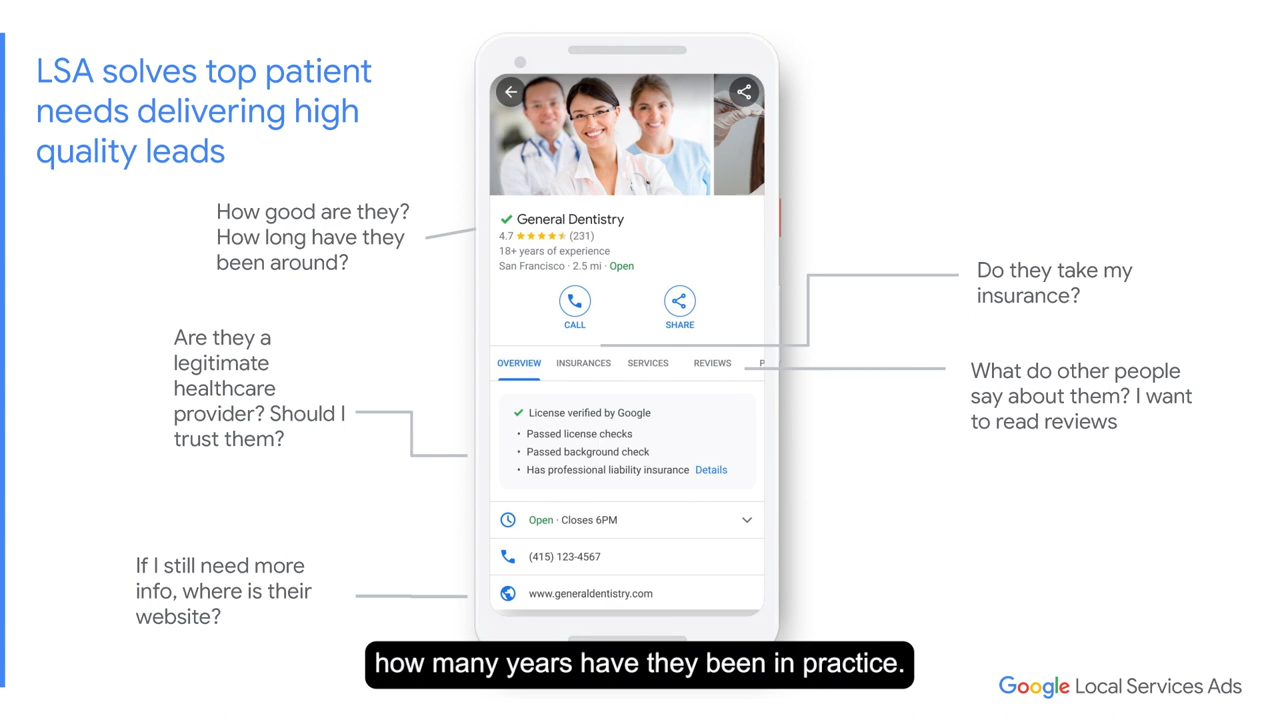 LSA solves top patient
needs delivering high
quality leads
How good are they?
How long have they
been around?
Are they a
legitimate
healthcare
provider? Should I
trust them?
If I still need more
info, where is their
website?
General Dentistry
4.7 (231)
18+ years of experience
San Francisco · 2.5 mi · Open
CALL
SHARE
OVERVIEW INSURANCES SERVICES REVIEWS P
License verified by Google
• Passed license checks
• Passed background check
• Has professional liability insurance Details
Open · Closes 6PM
(415) 123-4567
www.generaldentistry.com
Do they take my
insurance?
What do other people
say about them? I want
to read reviews
how many years have they been in practice.
Google Local Services Ads